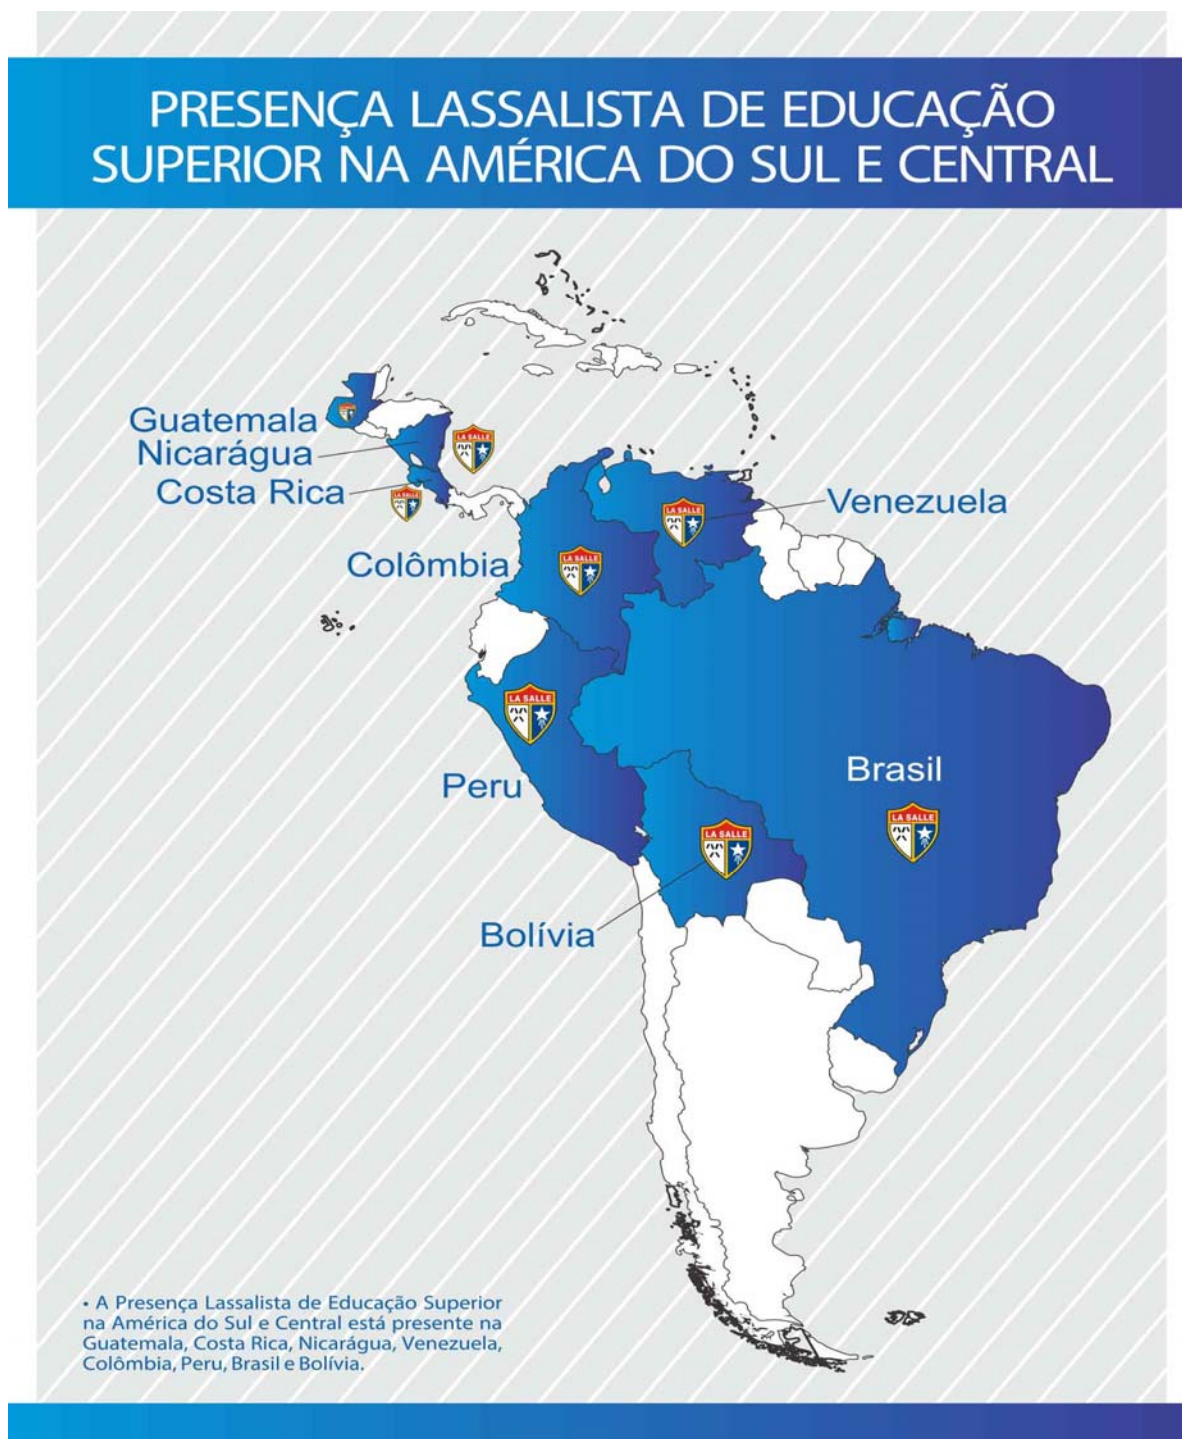 PRESENÇA LASSALISTA DE EDUCAÇÃO
SUPERIOR NA AMÉRICA DO SUL E CENTRAL
Guatemala
Nicarágua
LA SALLE
Costa Rica
LA SALLE
Venezuela
LA SALLE
Colômbia
LA SALLE
LA SALLE
Peru
Brasil
LA SALLE
LA SALLE
Bolívia
• A Presença Lassalista de Educação Superior
na América do Sul e Central está presente na
Guatemala, Costa Rica, Nicarágua, Venezuela,
Colômbia, Peru, Brasil e Bolívia.